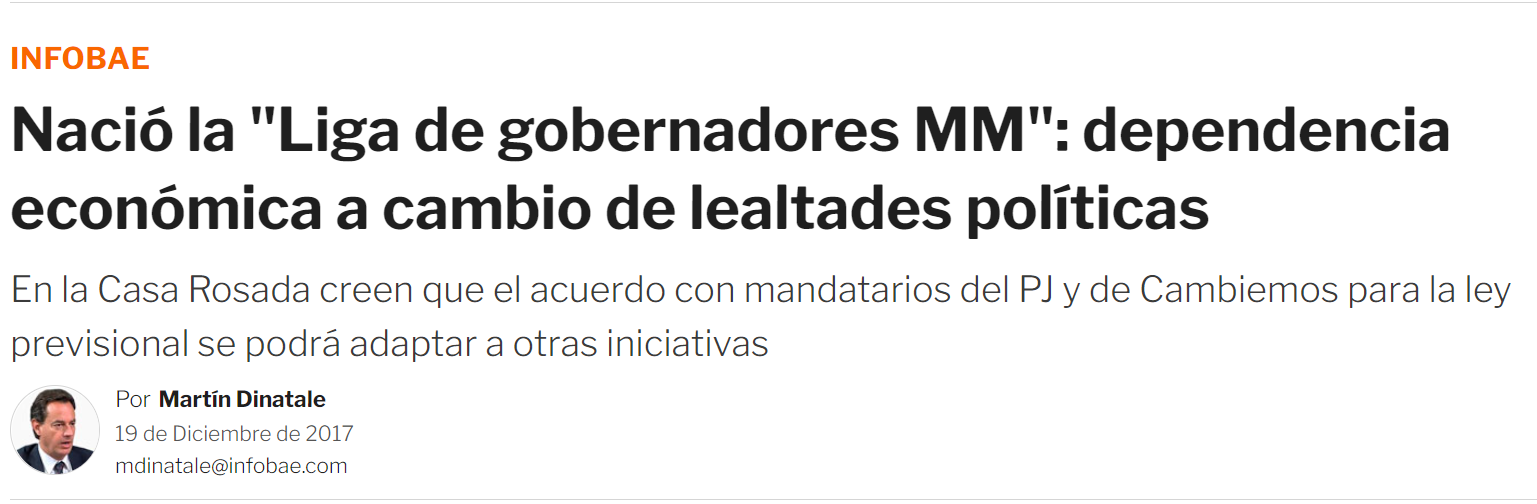 INFOBAE
Nació la "Liga de gobernadores MM": dependencia
económica a cambio de lealtades políticas
En la Casa Rosada creen que el acuerdo con mandatarios del PJ y de Cambiemos para la ley
previsional se podrá adaptar a otras iniciativas
Por Martín Dinatale
19 de Diciembre de 2017
mdinatale@infobae.com